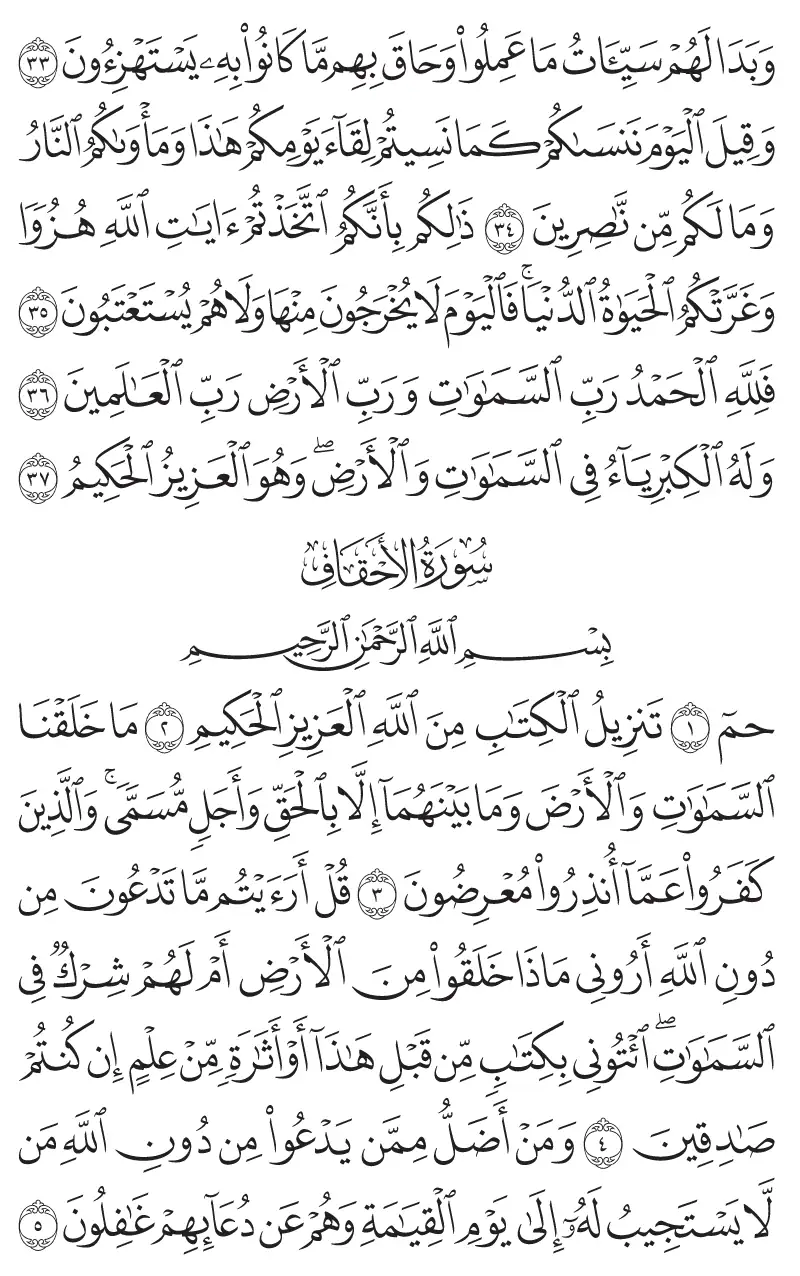 وَبَدَا لَهُمْ سَيِّـَٔاتُ مَا عَمِلُوا۟ وَحَاقَ بِهِم مَّا كَانُوا۟ بِهِۦ يَسْتَهْزِءُونَ ٣٣
وَقِيلَ ٱلْيَوْمَ نَنسَىٰكُمْ كَمَا نَسِيتُمْ لِقَآءَ يَوْمِكُمْ هَـٰذَا وَمَأْوَىٰكُمُ ٱلنَّارُ
وَمَا لَكُم مِّن نَّـٰصِرِينَ ٣٤ ذَٰلِكُم بِأَنَّكُمُ ٱتَّخَذْتُمْ ءَايَـٰتِ ٱللَّهِ هُزُوًا
وَغَرَّتْكُمُ ٱلْحَيَوٰةُ ٱلدُّنْيَا ۚ فَٱلْيَوْمَ لَا يُخْرَجُونَ مِنْهَا وَلَا هُمْ يُسْتَعْتَبُونَ ٣٥
فَلِلَّهِ ٱلْحَمْدُ رَبِّ ٱلسَّمَـٰوَٰتِ وَرَبِّ ٱلْأَرْضِ رَبِّ ٱلْعَـٰلَمِينَ ٣٦
وَلَهُ ٱلْكِبْرِيَآءُ فِى ٱلسَّمَـٰوَٰتِ وَٱلْأَرْضِ ۖ وَهُوَ ٱلْعَزِيزُ ٱلْحَكِيمُ ٣٧
سُورَةُ الأَحْقَافِ
بِسْمِ ٱللَّهِ ٱلرَّحْمَـٰنِ ٱلرَّحِيمِ
حمٓ ١ تَنزِيلُ ٱلْكِتَـٰبِ مِنَ ٱللَّهِ ٱلْعَزِيزِ ٱلْحَكِيمِ ٢ مَا خَلَقْنَا
ٱلسَّمَـٰوَٰتِ وَٱلْأَرْضَ وَمَا بَيْنَهُمَآ إِلَّا بِٱلْحَقِّ وَأَجَلٍ مُّسَمًّى ۚ وَٱلَّذِينَ
كَفَرُوا۟ عَمَّآ أُنذِرُوا۟ مُعْرِضُونَ ٣ قُلْ أَرَءَيْتُم مَّا تَدْعُونَ مِن
دُونِ ٱللَّهِ أَرُونِى مَاذَا خَلَقُوا۟ مِنَ ٱلْأَرْضِ أَمْ لَهُمْ شِرْكٌ فِى
ٱلسَّمَـٰوَٰتِ ۖ ٱئْتُونِى بِكِتَـٰبٍ مِّن قَبْلِ هَـٰذَآ أَوْ أَثَـٰرَةٍ مِّنْ عِلْمٍ إِن كُنتُمْ
صَـٰدِقِينَ ٤ وَمَنْ أَضَلُّ مِمَّن يَدْعُوا۟ مِن دُونِ ٱللَّهِ مَن
لَّا يَسْتَجِيبُ لَهُۥٓ إِلَىٰ يَوْمِ ٱلْقِيَـٰمَةِ وَهُمْ عَن دُعَآئِهِمْ غَـٰفِلُونَ ٥